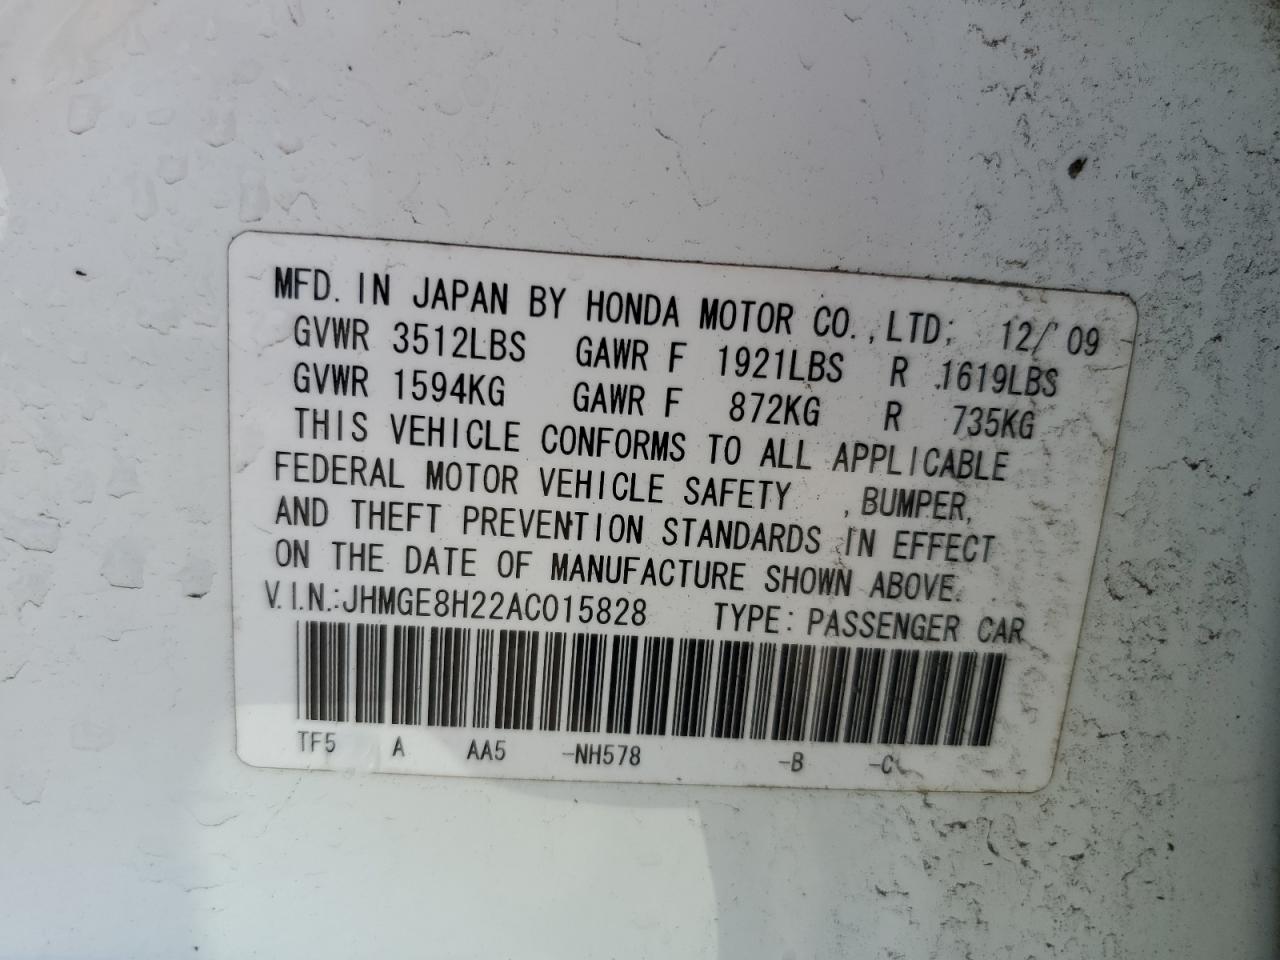 MFD. IN JAPAN BY HONDA MOTOR CO.,LTD; 12/ 09
GVWR 3512LBS GAWR F 1921LBS R 1619LBS
GVWR 1594KG GAWR F 872KG R 735KG
THIS VEHICLE CONFORMS TO ALL APPLICABLE
FEDERAL MOTOR VEHICLE SAFETY , BUMPER,
AND THEFT PREVENTION STANDARDS IN EFFECT
ON THE DATE OF MANUFACTURE SHOWN ABOVE.
V.I.N.:JHMGE8H22AC015828 TYPE: PASSENGER CAR
TF5 A AA5 -NH578 -B -C